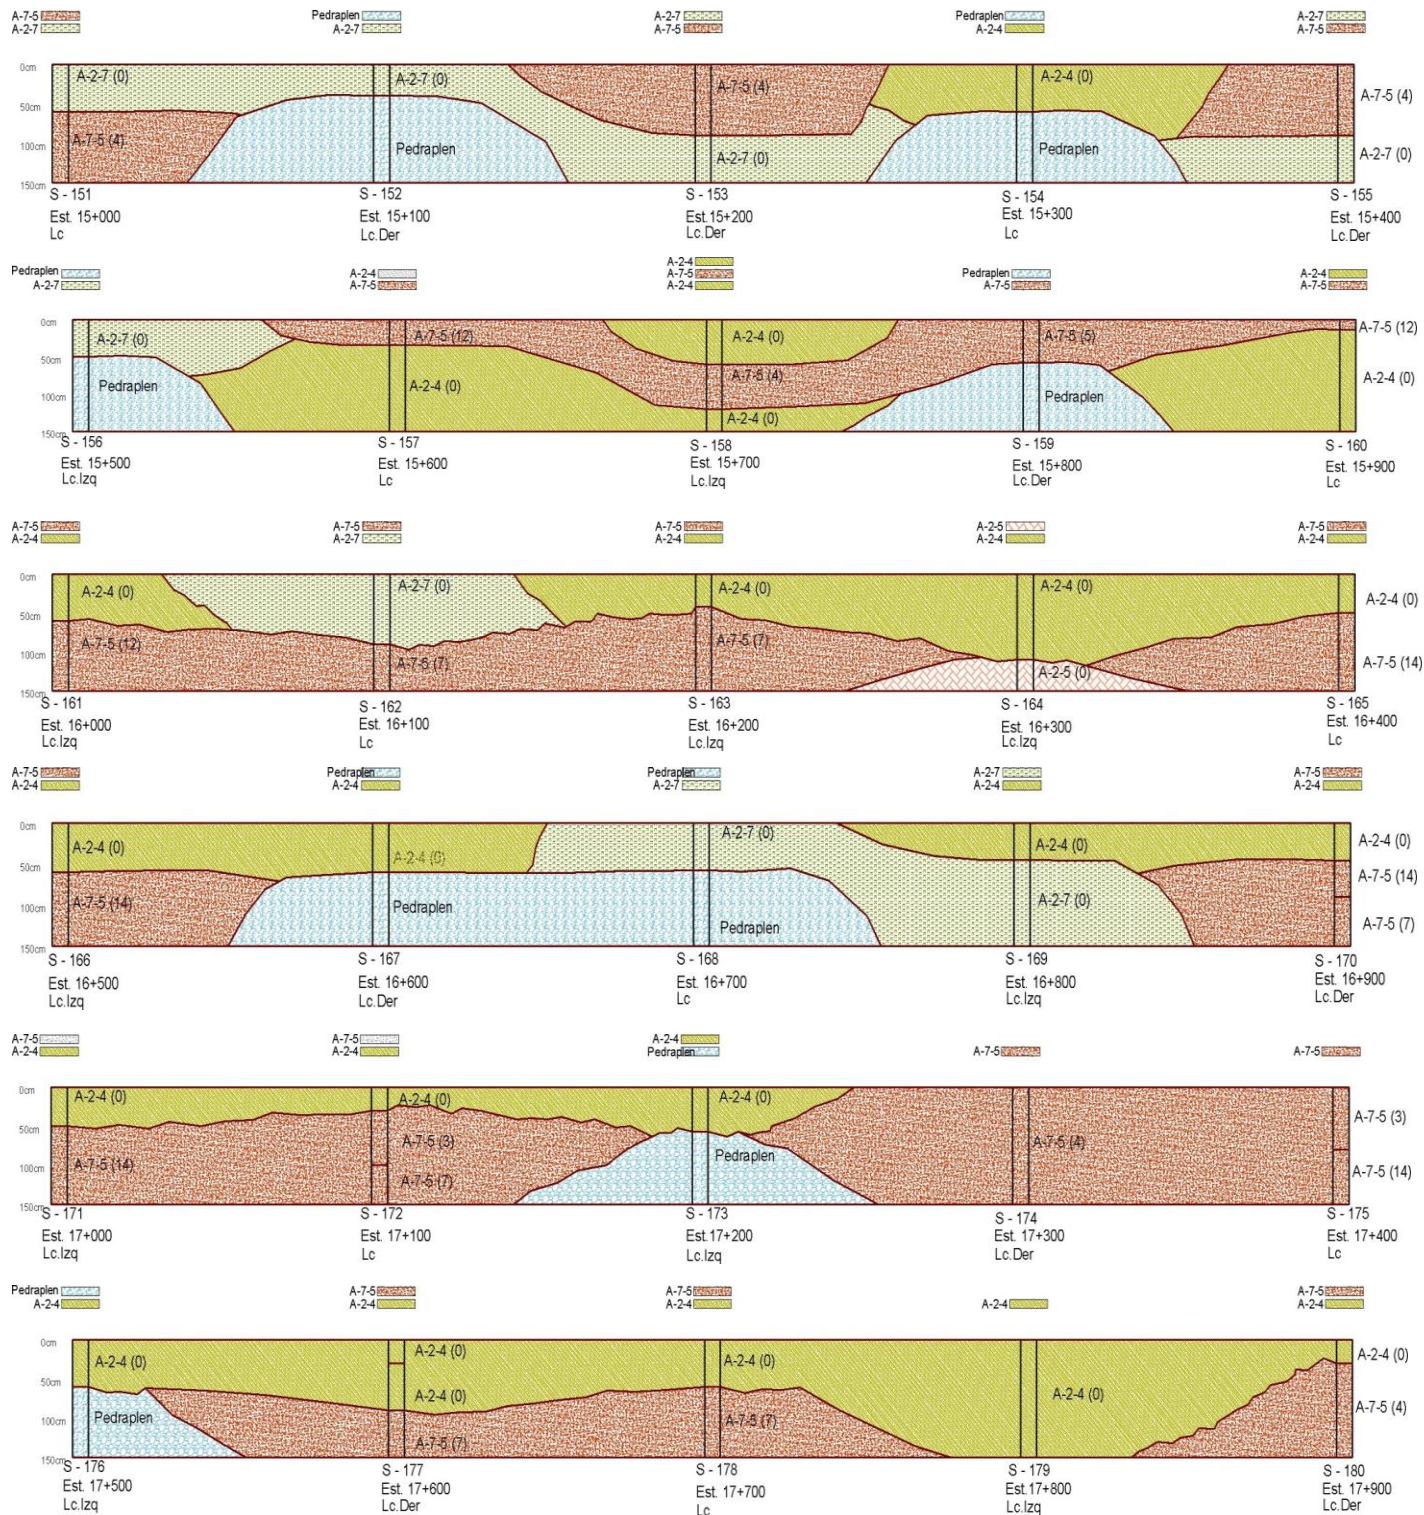 A-7-5
A-2-7
Pedraplen
A-2-7
A-2-7
A-7-5
Pedraplen
A-2-4
A-2-7
A-7-5
0cm
50cm
100cm
150cm
A-2-7 (0)
A-7-5 (4)
A-2-7 (0)
Pedraplen
A-7-5 (4)
A-2-7 (0)
A-2-4 (0)
Pedraplen
A-7-5 (4)
A-2-7 (0)
S - 151
Est. 15+000
Lc
S - 152
Est. 15+100
Lc.Der
S - 153
Est.15+200
Lc.Der
S - 154
Est. 15+300
Lc
S - 155
Est. 15+400
Lc.Der
Pedraplen
A-2-7
A-2-4
A-7-5
A-2-4
A-7-5
A-2-4
Pedraplen
A-7-5
A-2-4
A-7-5
0cm
50cm
100cm
150cm
A-2-7 (0)
Pedraplen
A-7-5 (12)
A-2-4 (0)
A-2-4 (0)
A-7-5 (4)
A-2-4 (0)
A-7-5 (5)
Pedraplen
A-7-5 (12)
A-2-4 (0)
S - 156
Est. 15+500
Lc.Izq
S - 157
Est. 15+600
Lc
S - 158
Est. 15+700
Lc.Izq
S - 159
Est. 15+800
Lc.Der
S - 160
Est. 15+900
Lc
A-7-5
A-2-4
A-7-5
A-2-7
A-7-5
A-2-4
A-2-5
A-2-4
A-7-5
A-2-4
0cm
50cm
100cm
150cm
A-2-4 (0)
A-7-5 (12)
A-2-7 (0)
A-7-5 (7)
A-2-4 (0)
A-7-5 (7)
A-2-4 (0)
A-2-5 (0)
A-2-4 (0)
A-7-5 (14)
S - 161
Est. 16+000
Lc.Izq
S - 162
Est. 16+100
Lc
S - 163
Est. 16+200
Lc.Izq
S - 164
Est. 16+300
Lc.Izq
S - 165
Est. 16+400
Lc
A-7-5
A-2-4
Pedraplen
A-2-4
Pedraplen
A-2-7
A-2-7
A-2-4
A-7-5
A-2-4
0cm
50cm
100cm
150cm
A-2-4 (0)
A-7-5 (14)
A-2-4 (0)
Pedraplen
A-2-7 (0)
Pedraplen
A-2-4 (0)
A-2-7 (0)
A-2-4 (0)
A-7-5 (14)
A-7-5 (7)
S - 166
Est. 16+500
Lc.Izq
S - 167
Est. 16+600
Lc.Der
S - 168
Est. 16+700
Lc
S - 169
Est. 16+800
Lc.Izq
S - 170
Est. 16+900
Lc.Der
A-7-5
A-2-4
A-7-5
A-2-4
A-2-4
Pedraplen
A-7-5
A-7-5
0cm
50cm
100cm
150cm
A-2-4 (0)
A-7-5 (14)
A-2-4 (0)
A-7-5 (3)
A-7-5 (7)
A-2-4 (0)
Pedraplen
A-7-5 (4)
A-7-5 (3)
A-7-5 (14)
S - 171
Est. 17+000
Lc.Izq
S - 172
Est. 17+100
Lc
S - 173
Est. 17+200
Lc.Izq
S - 174
Est. 17+300
Lc.Der
S - 175
Est. 17+400
Lc
Pedraplen
A-2-4
A-7-5
A-2-4
A-7-5
A-2-4
A-2-4
A-7-5
A-2-4
0cm
50cm
100cm
150cm
A-2-4 (0)
Pedraplen
A-2-4 (0)
A-2-4 (0)
A-7-5 (7)
A-2-4 (0)
A-7-5 (7)
A-2-4 (0)
A-2-4 (0)
A-7-5 (4)
S - 176
Est. 17+500
Lc.Izq
S - 177
Est. 17+600
Lc.Der
S - 178
Est. 17+700
Lc
S - 179
Est. 17+800
Lc.Izq
S - 180
Est. 17+900
Lc.Der